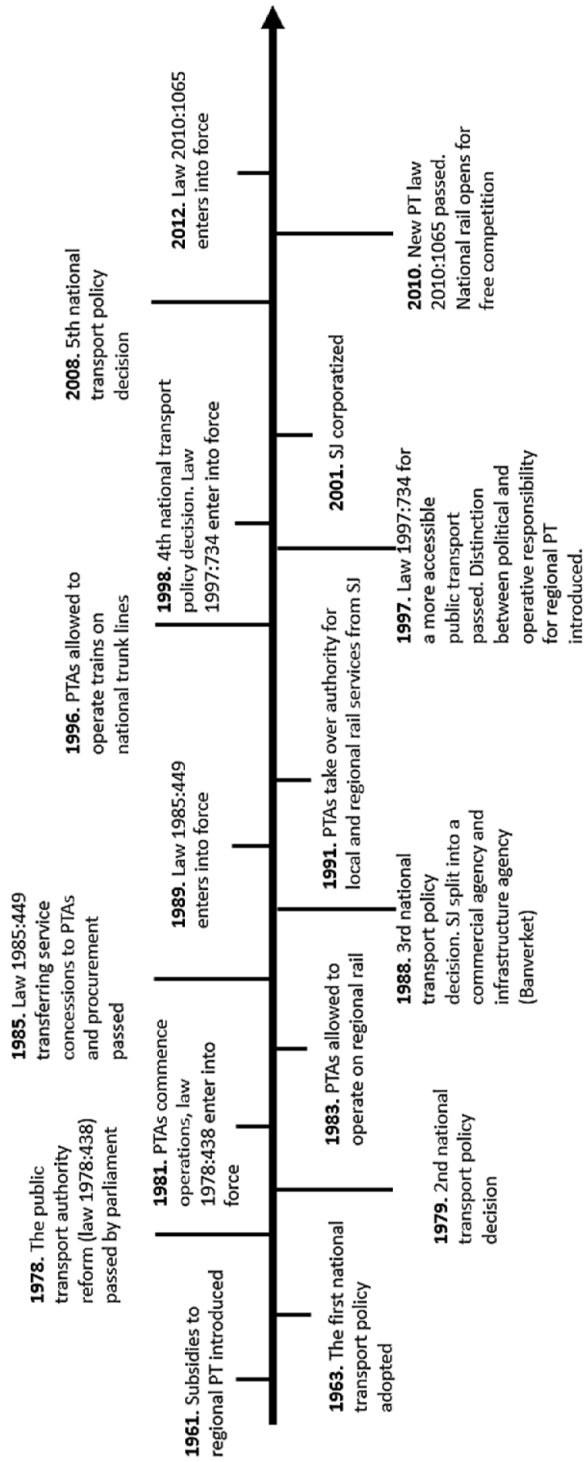 1961. Subsidies to
regional PT introduced
1963. The first national
transport policy
adopted
1978. The public
transport authority
reform (law 1978:438)
passed by parliament
1979. 2nd national
transport policy
decision
1981. PTAs commence
operations, law
1978:438 enter into
force
1983. PTAs allowed to
operate on regional rail
1985. Law 1985:449
transferring service
concessions to PTAs
and procurement
passed
1988. 3rd national
transport policy
decision. SJ split into a
commercial agency and
infrastructure agency
(Banverket)
1989. Law 1985:449
enters into force
1991. PTAs take over authority for
local and regional rail services from SJ
1996. PTAs allowed to
operate trains on
national trunk lines
1997. Law 1997:734 for
a more accessible
public transport
passed. Distinction
between political and
operative responsibility
for regional PT
introduced.
1998. 4th national transport
policy decision. Law
1997:734 enter into force
2001. SJ corporatized
2008. 5th national
transport policy
decision
2010. New PT law
2010:1065 passed.
National rail opens for
free competition
2012. Law 2010:1065
enters into force